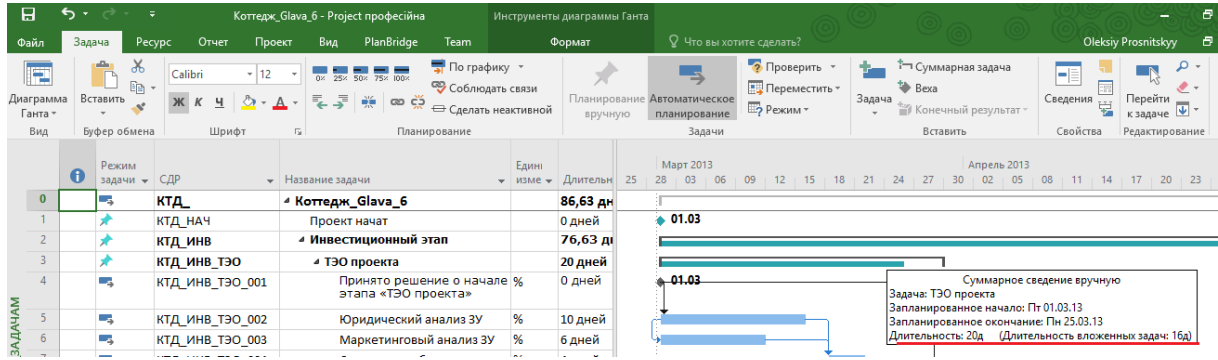 Коттедж_Glava_6 - Project професійна
Инструменты диаграммы Ганта
Файл Задача Ресурс Отчет Проект Вид PlanBridge Team Формат Что вы хотите сделать? Oleksiy Prosnitskyy
Диаграмма Ганта
Вид
Вставить
Буфер обмена
Calibri 12
Ж К Ч А
Шрифт
0% 25% 50% 75% 100%
По графику
Соблюдать связи
Сделать неактивной
Планирование
Планирование вручную
Автоматическое планирование
Проверить
Переместить
Режим
Задачи
Задача
Суммарная задача
Веха
Конечный результат
Вставить
Сведения
Свойства
Перейти к задаче
Редактирование
Режим задачи СДР Название задачи Едини изме Длительн
Март 2013 Апрель 2013
25 28 03 06 09 12 15 18 21 24 27 30 02 05 08 11 14 17 20 23
0 КТД_ Коттедж_Glava_6 86,63 дн
1 КТД_НАЧ Проект начат 0 дней 01.03
2 КТД_ИНВ Инвестиционный этап 76,63 д
3 КТД_ИНВ_ТЭО ТЭО проекта 20 дней
4 КТД_ИНВ_ТЭО_001 Принято решение о начале этапа «ТЭО проекта» % 0 дней 01.03
5 КТД_ИНВ_ТЭО_002 Юридический анализ ЗУ % 10 дней
6 КТД_ИНВ_ТЭО_003 Маркетинговый анализ ЗУ % 6 дней
Суммарное сведение вручную
Задача: ТЭО проекта
Запланированное начало: Пт 01.03.13
Запланированное окончание: Пн 25.03.13
Длительность: 20д (Длительность вложенных задач: 16д)
ЗАДАЧАМ